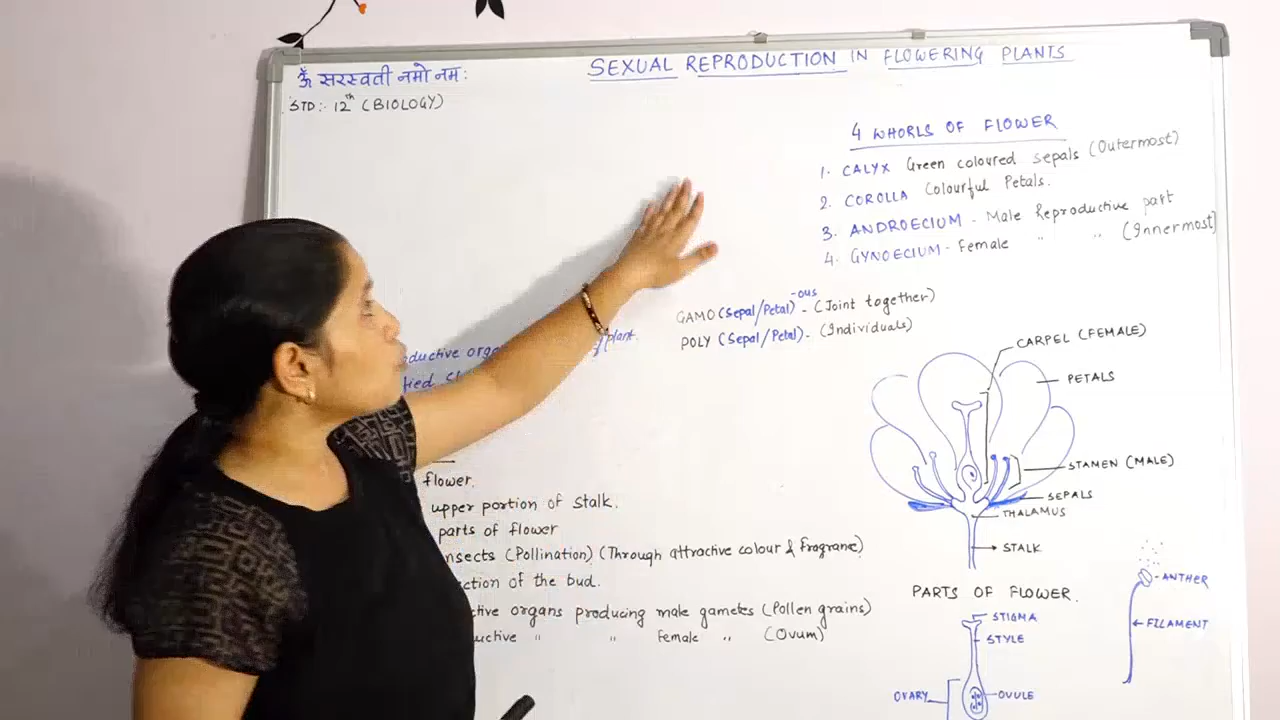 ॐ सरस्वती नमो नमः
STD:- 12th (BIOLOGY)
SEXUAL REPRODUCTION IN FLOWERING PLANTS
4 WHORLS OF FLOWER
1. CALYX Green coloured sepals (Outermost)
2. COROLLA Colourful Petals.
3. ANDROECIUM - Male Reproductive part
4. GYNOECIUM - Female " " (Innermost)
GAMO (Sepal/Petal)-ous - (Joint together)
POLY (Sepal/Petal) - (Individuals)
plant.
flower.
upper portion of stalk.
parts of flower
insects (Pollination) (Through attractive colour & fragrance)
of the bud.
organs producing male gametes (Pollen grains)
" " Female " (Ovum)
CARPEL (FEMALE)
PETALS
STAMEN (MALE)
SEPALS
THALAMUS
STALK
PARTS OF FLOWER.
STIGMA
STYLE
OVARY
OVULE
ANTHER
FILAMENT